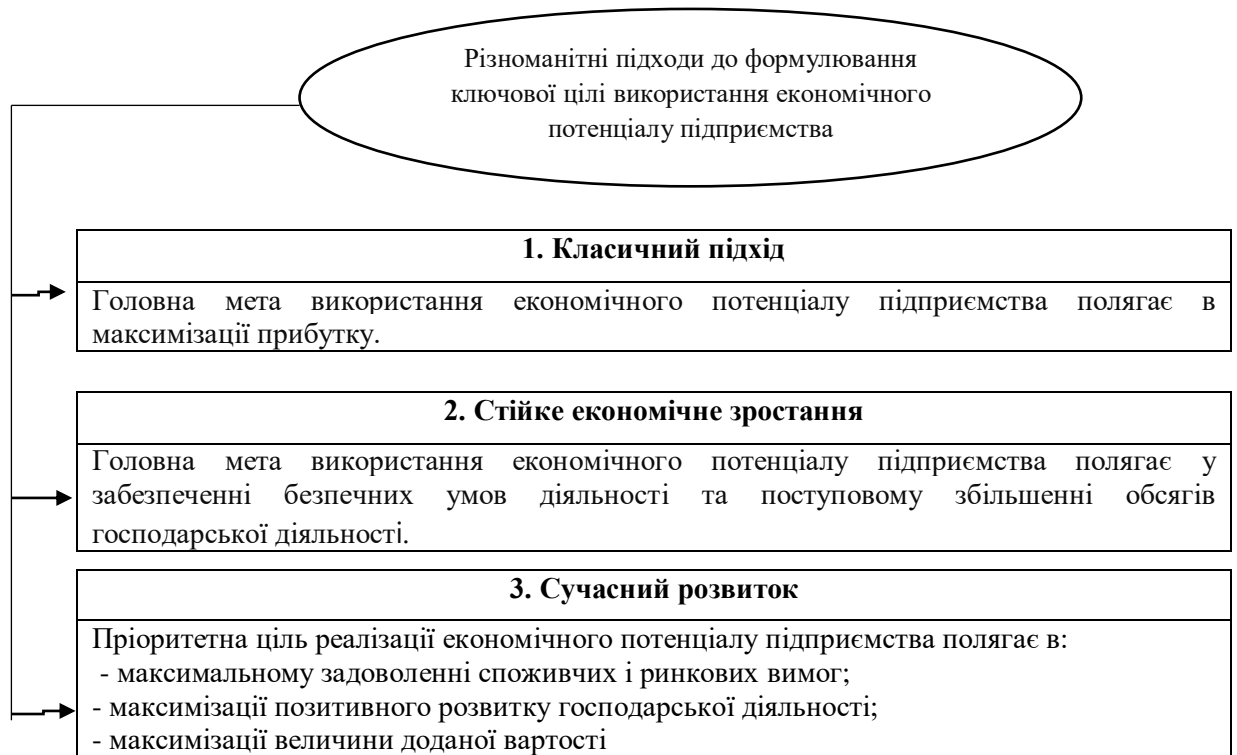 Різноманітні підходи до формулювання
ключової цілі використання економічного
потенціалу підприємства
1. Класичний підхід
Головна мета використання економічного потенціалу підприємства полягає в
максимізації прибутку.
2. Стійке економічне зростання
Головна мета використання економічного потенціалу підприємства полягає у
забезпеченні безпечних умов діяльності та поступовому збільшенні обсягів
господарської діяльності.
3. Сучасний розвиток
Пріоритетна ціль реалізації економічного потенціалу підприємства полягає в:
- максимальному задоволенні споживчих і ринкових вимог;
- максимізації позитивного розвитку господарської діяльності;
- максимізації величини доданої вартості